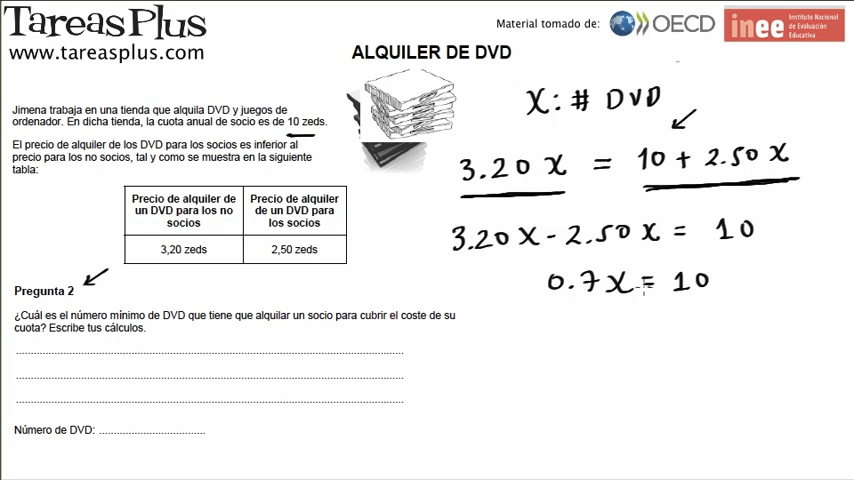 TareasPlus
www.tareasplus.com
Material tomado de:
OECD
inee
Instituto Nacional
de Evaluación
Educativa
ALQUILER DE DVD
Jimena trabaja en una tienda que alquila DVD y juegos de
ordenador. En dicha tienda, la cuota anual de socio es de 10 zeds.
El precio de alquiler de los DVD para los socios es inferior al
precio para los no socios, tal y como se muestra en la siguiente
tabla:
Precio de alquiler de un DVD para los no socios
Precio de alquiler de un DVD para los socios
3,20 zeds
2,50 zeds
Pregunta 2
¿Cuál es el número mínimo de DVD que tiene que alquilar un socio para cubrir el coste de su
cuota? Escribe tus cálculos.
Número de DVD: ...................................
X: # DVD
3.20 X = 10 + 2.50 X
3.20X - 2.50 X = 10
0.7X = 10